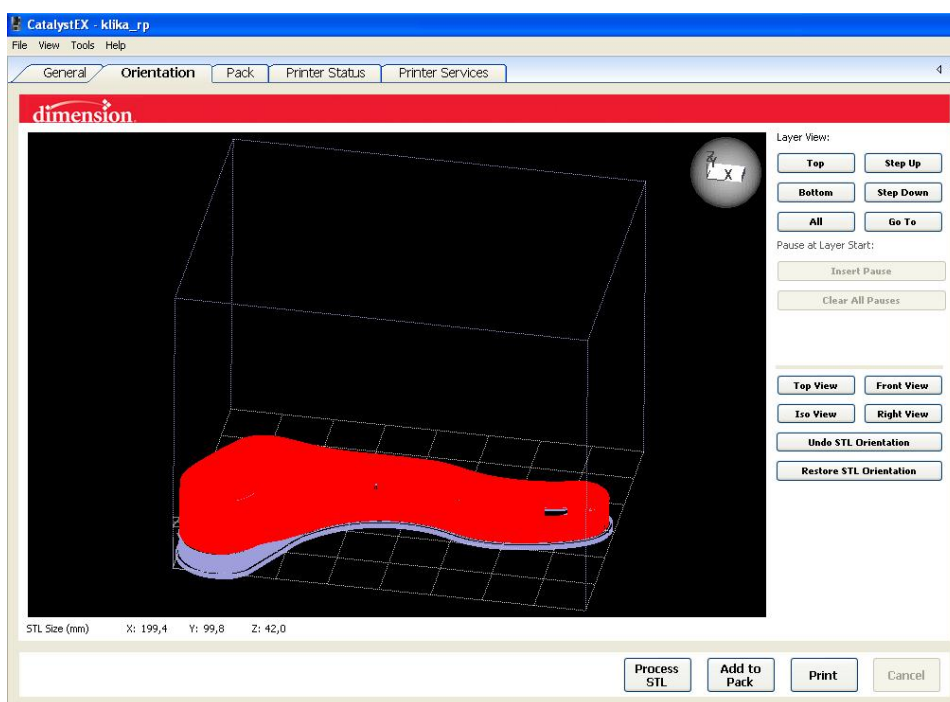 CatalystEX - klika_rp
File View Tools Help
General Orientation Pack Printer Status Printer Services
dimension
Layer View:
Top Step Up
Bottom Step Down
All Go To
Pause at Layer Start:
Insert Pause
Clear All Pauses
Top View Front View
Iso View Right View
Undo STL Orientation
Restore STL Orientation
Z Y X
Z
STL Size (mm) X: 199,4 Y: 99,8 Z: 42,0
Process STL Add to Pack Print Cancel